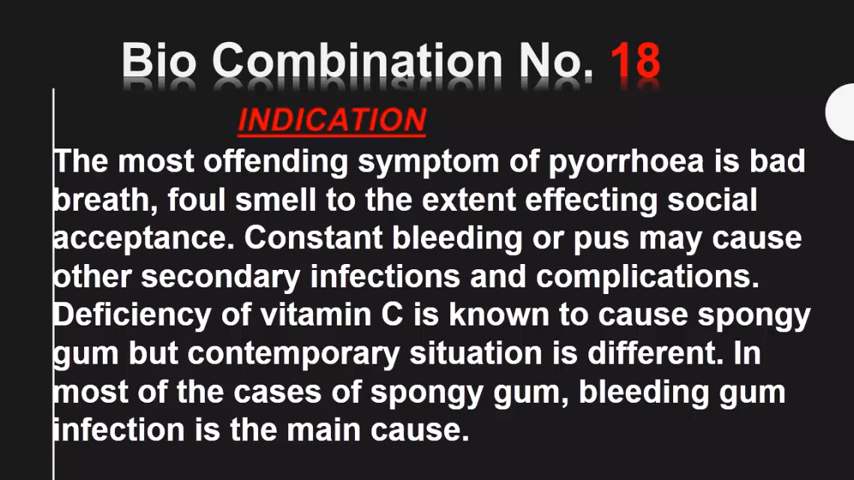 Bio Combination No. 18
INDICATION
The most offending symptom of pyorrhoea is bad
breath, foul smell to the extent effecting social
acceptance. Constant bleeding or pus may cause
other secondary infections and complications.
Deficiency of vitamin C is known to cause spongy
gum but contemporary situation is different. In
most of the cases of spongy gum, bleeding gum
infection is the main cause.